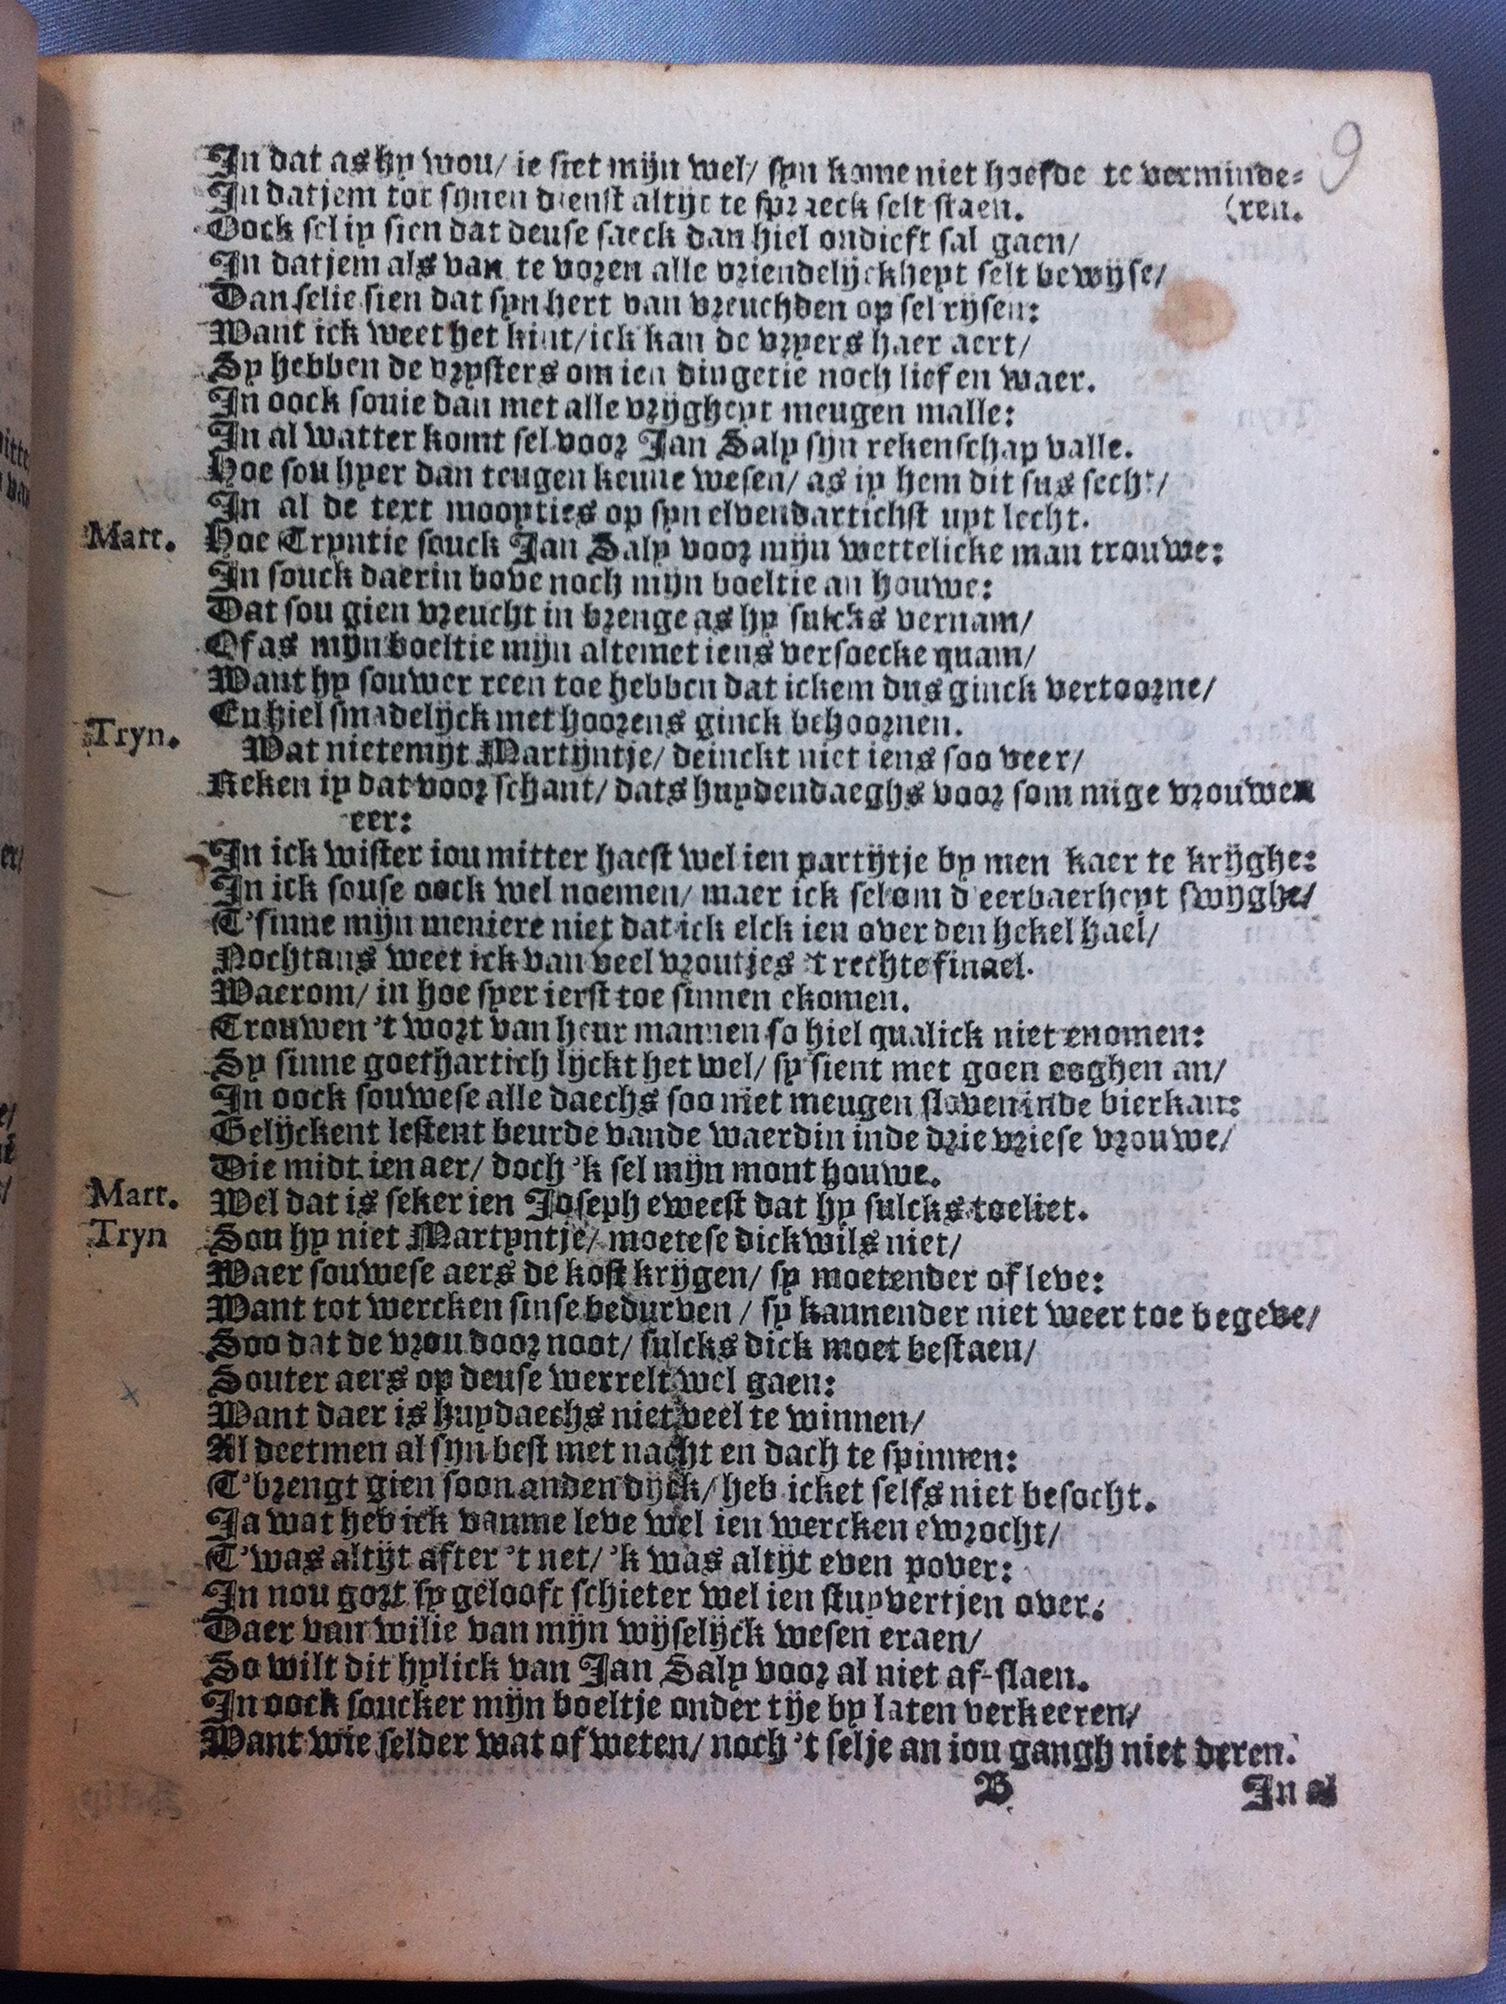 9
In dat as hy wou/ ie siet mijn wel/ syn kome niet hoefde te verminde-
In datjem tot synen dienst altijt te spraeck selt staen. (ren.
Oock sel iy sien dat deuse saeck dan hiel ondieft sal gaen/
In datjem als van te voren alle vriendelijckheyt selt bewijse/
Dan selie sien dat syn hert van vreuchden op sel rysen:
Want ick weet het kint/ick kan de vryers haer aert/
Sy hebben de vrysters om ien dingetie noch lief en waer.
In oock souie dan met alle vrijgheyt meugen malle:
In al watter komt sel voor Jan Saly sijn rekenschap valle.
Hoe sou hyer dan teugen kenne wesen/ as iy hem dit sus secht/
In al de text mooyties op syn elvendartichst uyt lecht.
Mart. Hoe Tryntie souck Jan Saly voor mijn wettelicke man trouwe:
In souck daerin bove noch mijn boeltie an houwe:
Dat sou gien vreucht in brenge as hy sulcks vernam/
Of as mijn boeltie mijn altemet iens versoecke quam/
Want hy souwer reen toe hebben dat ickem dus ginck vertoorne/
En hiel smadelijck met hoorens ginck behoornen.
Tryn. Wat nietemijt Martijntje/ deinckt niet iens soo veer/
Reken iy dat voor schant/ dats huydendaeghs voor som mige vrouwen
eer:
In ick wister iou mitter haest wel ien partijtje by men kaer te krijghe:
In ick souse oock wel noemen/ maer ick sel om d'eerbaerheyt swijghe/
T'sinne mijn meniere niet dat ick elck ien over den hekel hael/
Nochtans weet ick van veel vroutjes 't rechte finael.
Waerom/ in hoe syer ierst toe sinnen ekomen.
Trouwen 't wort van heur mannen so hiel qualick niet enomen:
Sy sinne goethartich lijckt het wel/ sy sient met goen ooghen an/
In oock souwese alle daechs soo niet meugen slaven inde bierkan:
Gelijckent lestent beurde vande waerdin inde drie vriese vrouwe/
Die midt ien aer/ doch 'k sel mijn mont houwe.
Mart. Wel dat is seker ien Joseph eweest dat hy sulcks toeliet.
Tryn Sou hy niet Martyntje/ moetese dickwils niet/
Waer souwese aers de kost krijgen/ sy moetender of leve:
Want tot wercken sinse bedurven/ sy kannender niet weer toe begeve/
Soo dat de vrou door noot/ sulcks dick moet bestaen/
Souter aers op deuse werrelt wel gaen:
Want daer is huydaechs niet veel te winnen/
Al deetmen al sijn best met nacht en dach te spinnen:
T'brengt gien soon anden dijck/ heb icket selfs niet besocht.
Ja wat heb ick vanme leve wel ien wercken ewrocht/
T'was altijt after 't net/ 'k was altijt even pover:
In nou gort sy gelooft schieter wel ien stuyvertjen over.
Daer van wilie van mijn wijselijck wesen eraen/
So wilt dit hylick van Jan Saly voor al niet af-slaen.
In oock soucker mijn boeltje onder tije by laten verkeeren/
Want wie selder wat of weten/ noch 't selje an iou gangh niet deren.
B In al